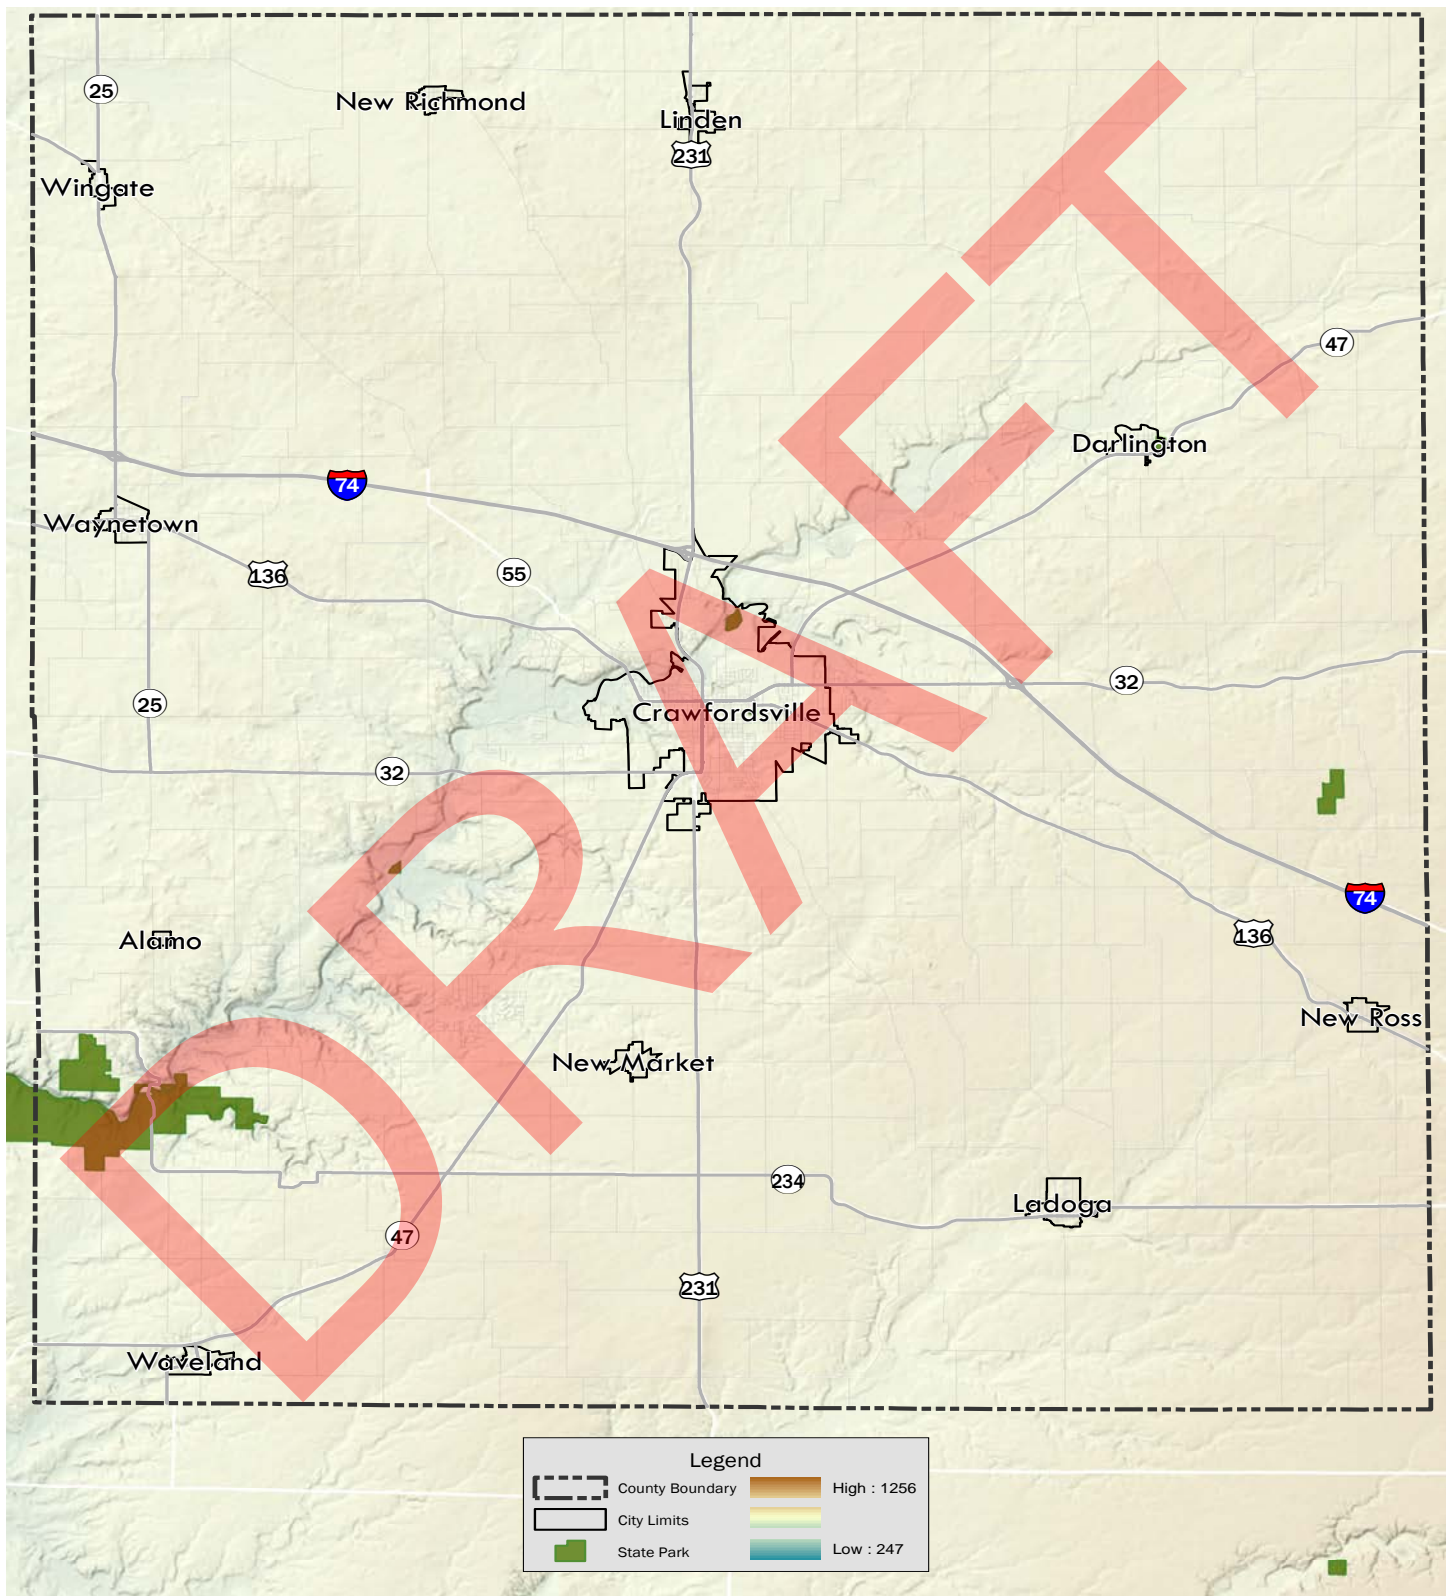 25
New Richmond
Linden
231
Wingate
47
Darlington
74
Waynetown
136
55
32
25
Crawfordsville
32
74
136
Alamo
New Ross
New Market
234
Ladoga
47
231
Waveland
DRAFT
Legend
County Boundary
High : 1256
City Limits
State Park
Low : 247